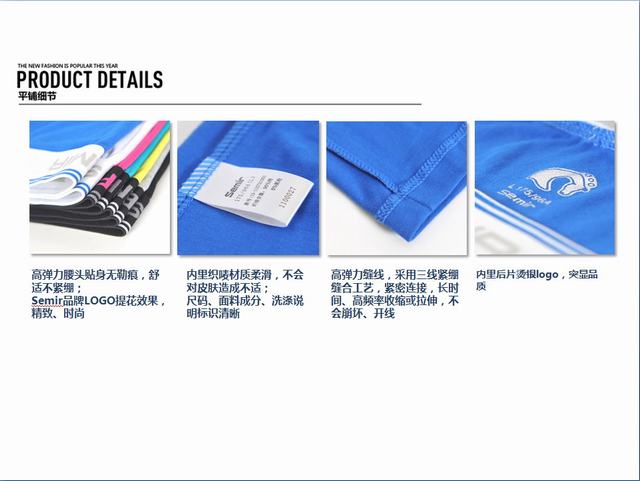 THE NEW FASHION IS POPULAR THIS YEAR
PRODUCT DETAILS
平铺细节
Semir
1100027
L 175/96A
semir
高弹力腰头贴身无勒痕，舒
适不紧绷；
Semir品牌LOGO提花效果，
精致、时尚
内里织唛材质柔滑，不会
对皮肤造成不适；
尺码、面料成分、洗涤说
明标识清晰
高弹力缝线，采用三线紧绷
缝合工艺，紧密连接，长时
间、高频率收缩或拉伸，不
会崩坏、开线
内里后片烫银logo，突显品
质